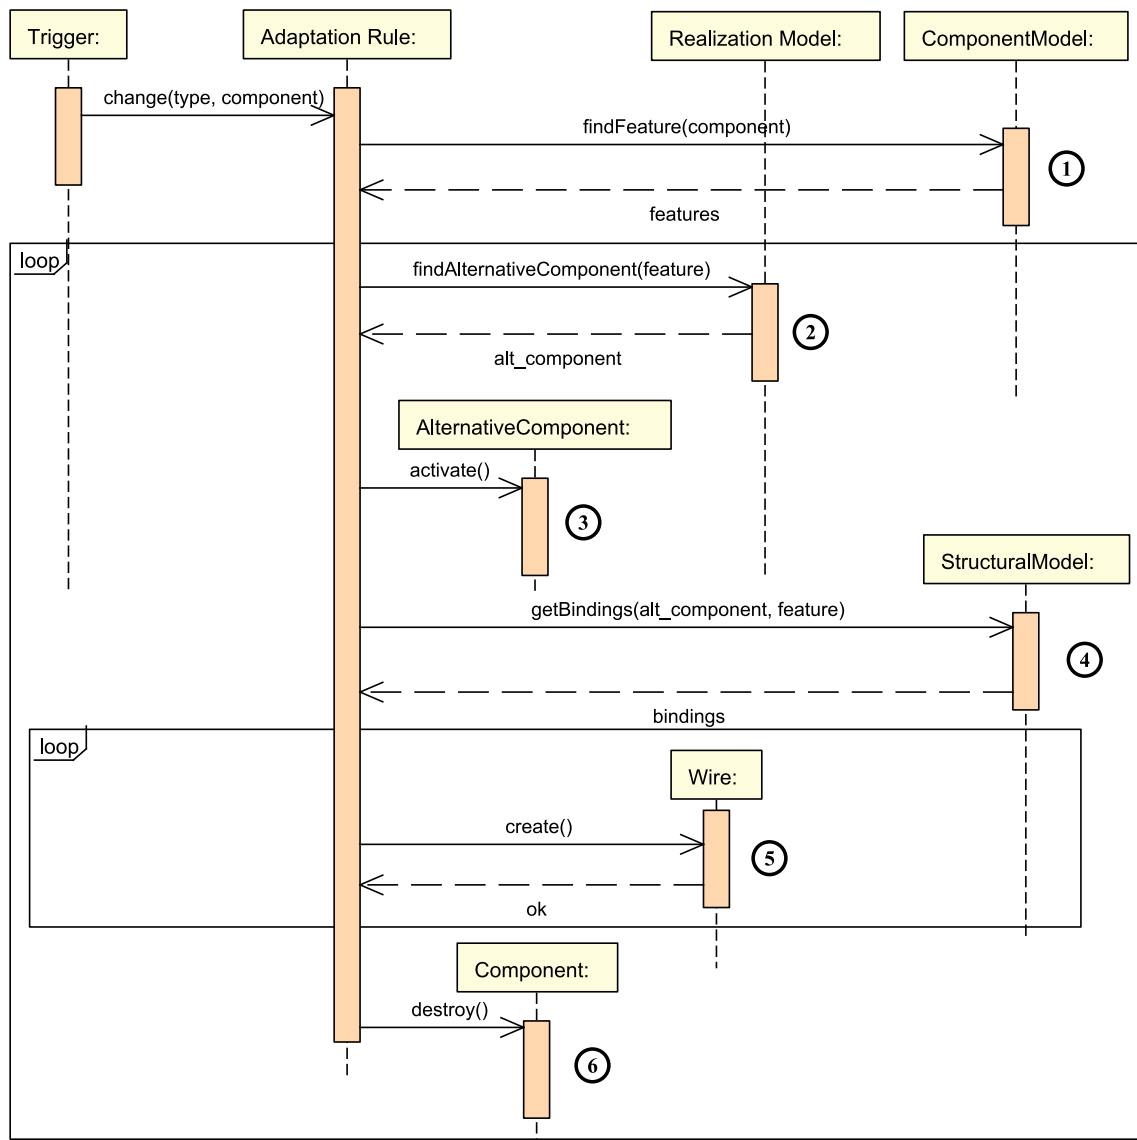 Trigger:
Adaptation Rule:
Realization Model:
ComponentModel:
change(type, component)
findFeature(component)
1
features
loop
findAlternativeComponent(feature)
2
alt_component
AlternativeComponent:
activate()
3
StructuralModel:
getBindings(alt_component, feature)
4
bindings
loop
Wire:
create()
5
ok
Component:
destroy()
6